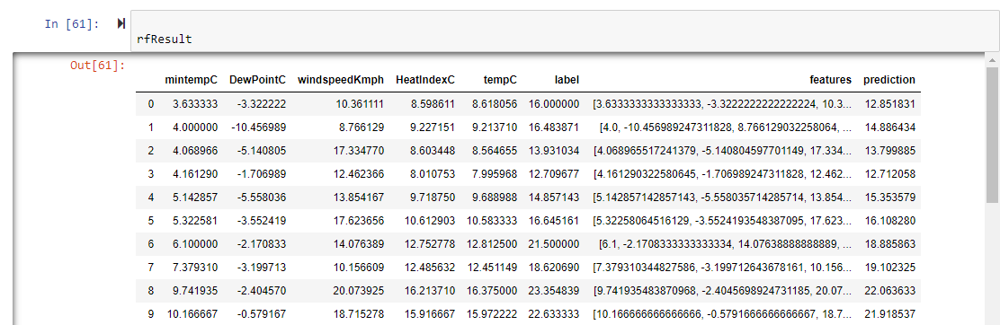 In [61]:
rfResult
Out[61]:
mintempC DewPointC windspeedKmph HeatIndexC tempC label features prediction
0 3.633333 -3.322222 10.361111 8.598611 8.618056 16.000000 [3.6333333333333333, -3.3222222222222224, 10.3... 12.851831
1 4.000000 -10.456989 8.766129 9.227151 9.213710 16.483871 [4.0, -10.456989247311828, 8.766129032258064, ... 14.886434
2 4.068966 -5.140805 17.334770 8.603448 8.564655 13.931034 [4.068965517241379, -5.140804597701149, 17.334... 13.799885
3 4.161290 -1.706989 12.462366 8.010753 7.995968 12.709677 [4.161290322580645, -1.706989247311828, 12.462... 12.712058
4 5.142857 -5.558036 13.854167 9.718750 9.688988 14.857143 [5.142857142857143, -5.558035714285714, 13.854... 15.353579
5 5.322581 -3.552419 17.623656 10.612903 10.583333 16.645161 [5.32258064516129, -3.5524193548387095, 17.623... 16.108280
6 6.100000 -2.170833 14.076389 12.752778 12.812500 21.500000 [6.1, -2.1708333333333334, 14.07638888888889, ... 18.885863
7 7.379310 -3.199713 10.156609 12.485632 12.451149 18.620690 [7.379310344827586, -3.199712643678161, 10.156... 19.102325
8 9.741935 -2.404570 20.073925 16.213710 16.375000 23.354839 [9.741935483870968, -2.4045698924731185, 20.07... 22.063633
9 10.166667 -0.579167 18.715278 15.916667 15.972222 22.633333 [10.166666666666666, -0.5791666666666667, 18.7... 21.918537